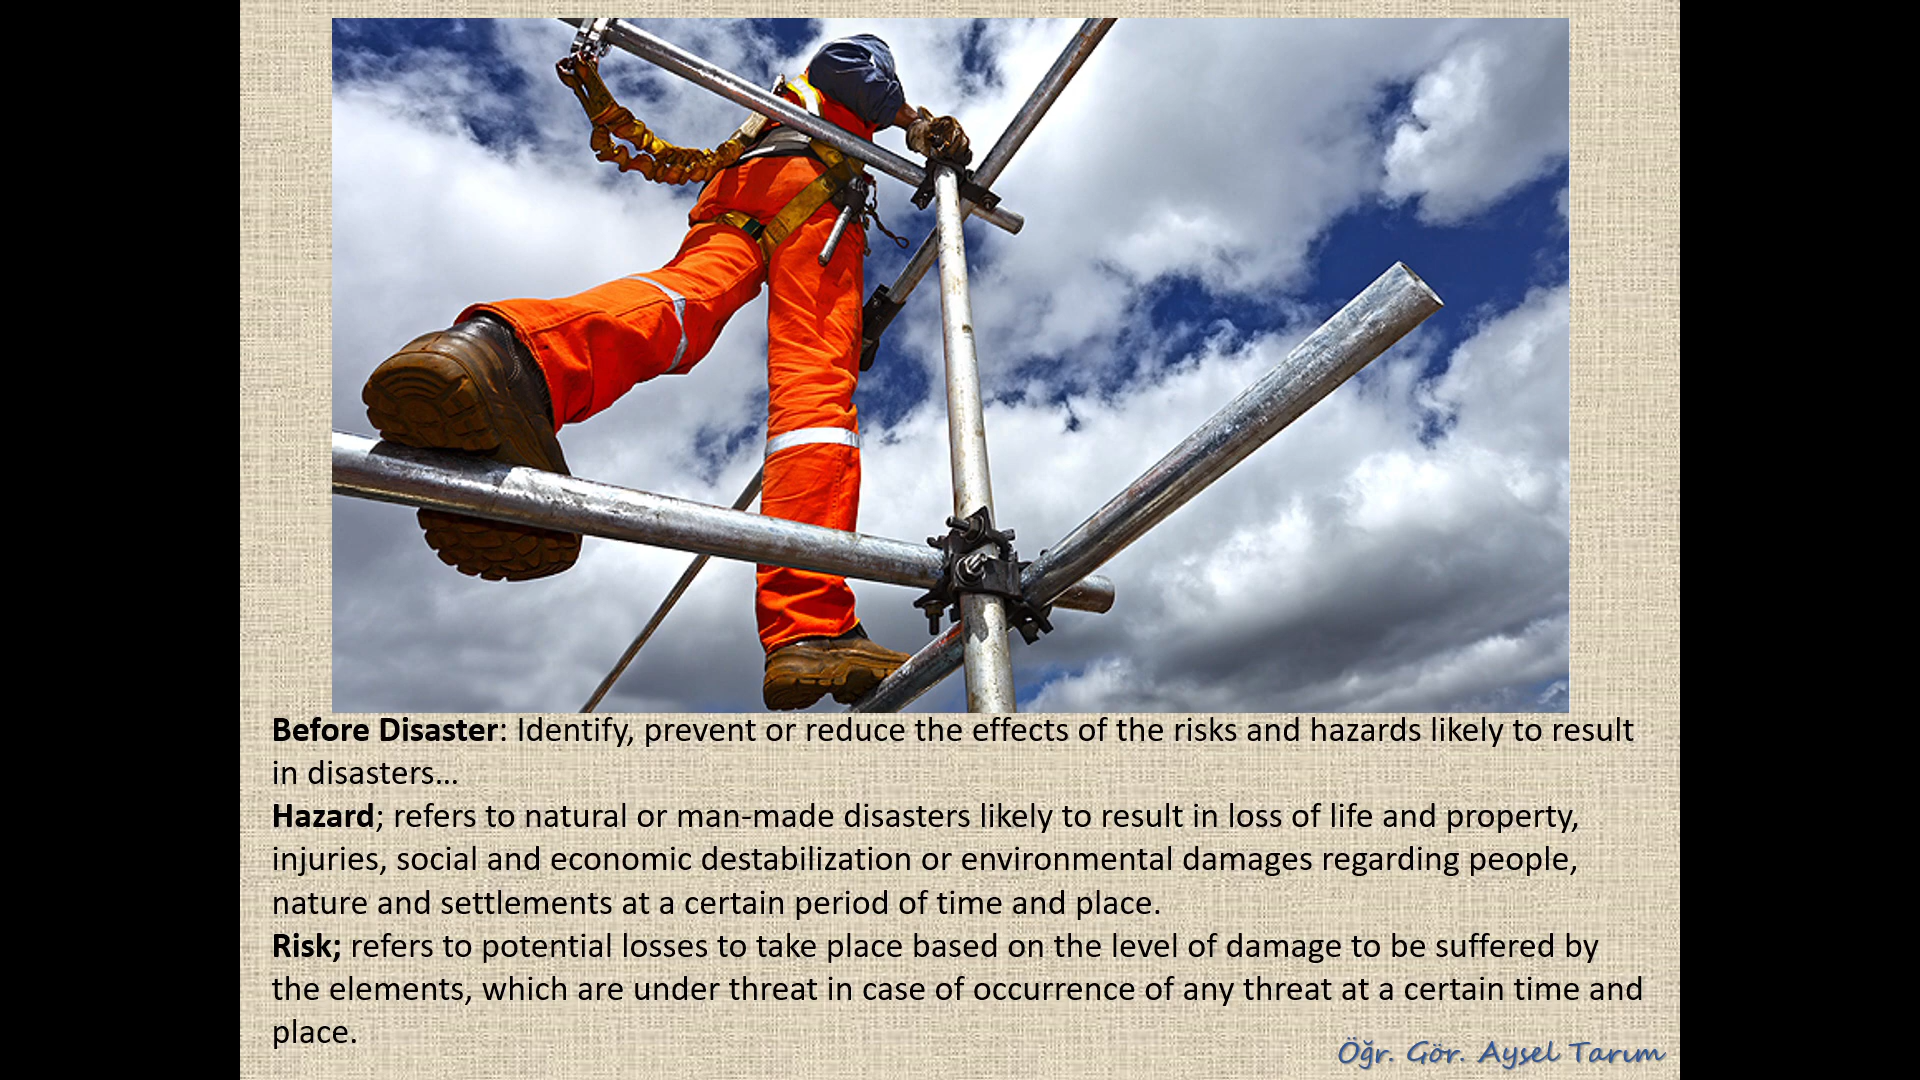 Before Disaster: Identify, prevent or reduce the effects of the risks and hazards likely to result
in disasters…
Hazard; refers to natural or man-made disasters likely to result in loss of life and property,
injuries, social and economic destabilization or environmental damages regarding people,
nature and settlements at a certain period of time and place.
Risk; refers to potential losses to take place based on the level of damage to be suffered by
the elements, which are under threat in case of occurrence of any threat at a certain time and
place.
Öğr. Gör. Aysel Tarım